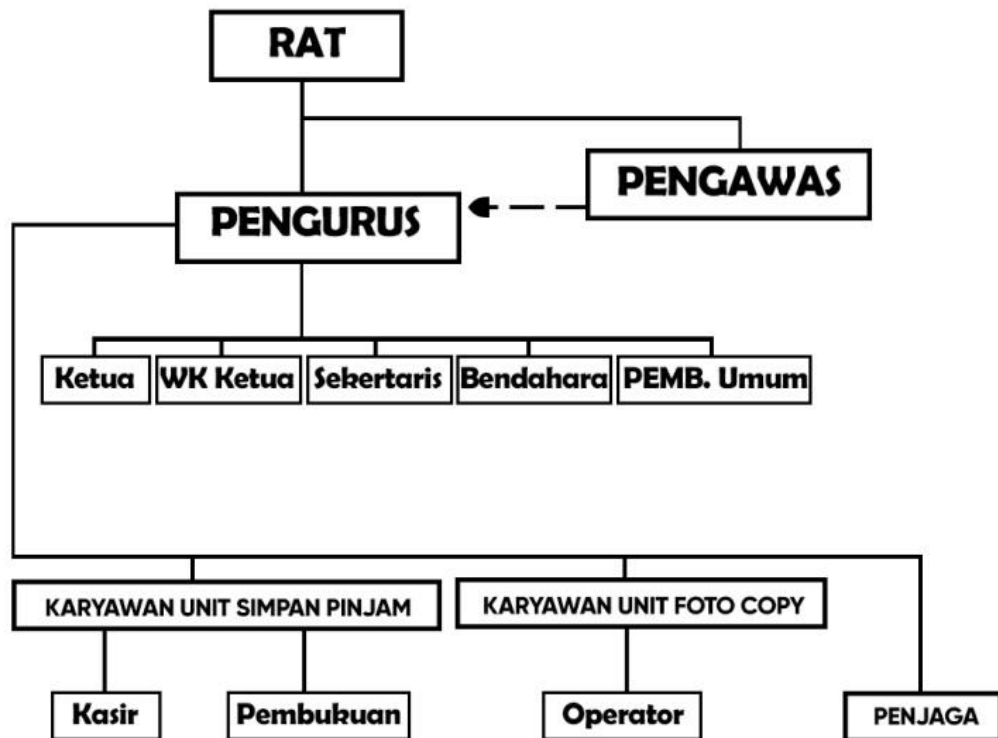 RAT
PENGAWAS
PENGURUS
Ketua
WK Ketua
Sekertaris
Bendahara
PEMB. Umum
KARYAWAN UNIT SIMPAN PINJAM
KARYAWAN UNIT FOTO COPY
Kasir
Pembukuan
Operator
PENJAGA